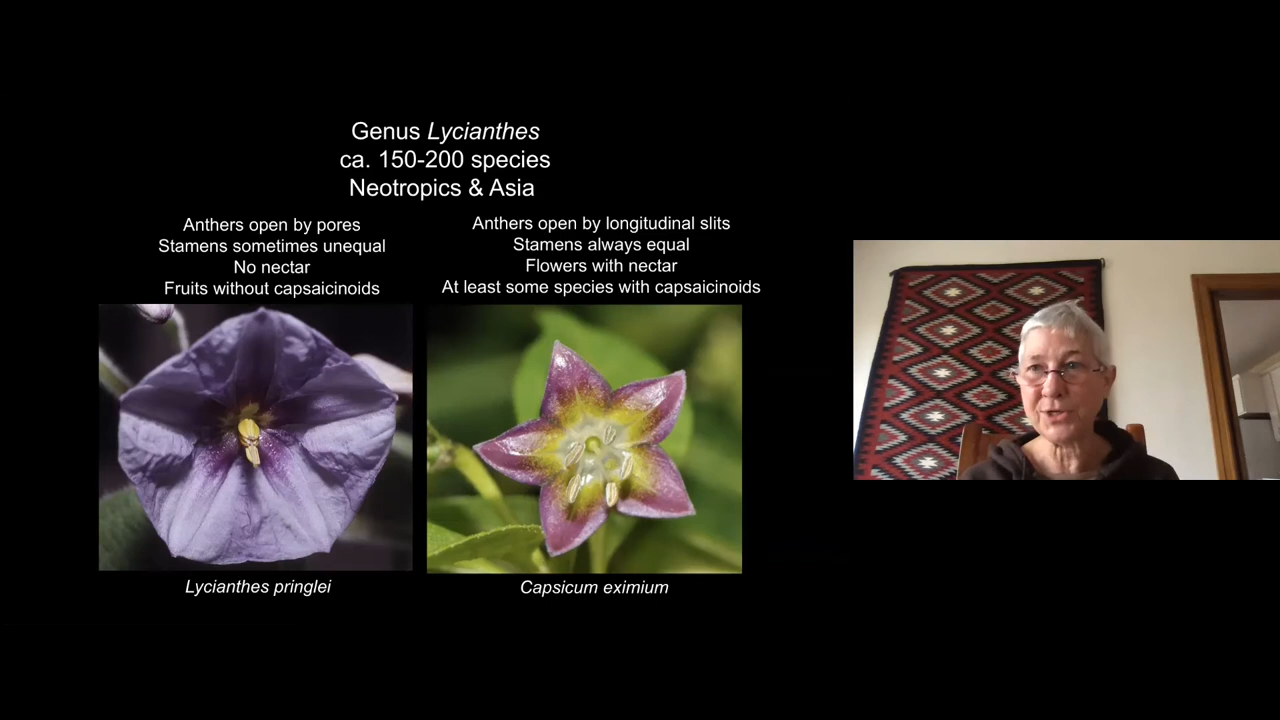 Genus Lycianthes
ca. 150-200 species
Neotropics & Asia
Anthers open by pores
Stamens sometimes unequal
No nectar
Fruits without capsaicinoids
Anthers open by longitudinal slits
Stamens always equal
Flowers with nectar
At least some species with capsaicinoids
Lycianthes pringlei
Capsicum eximium